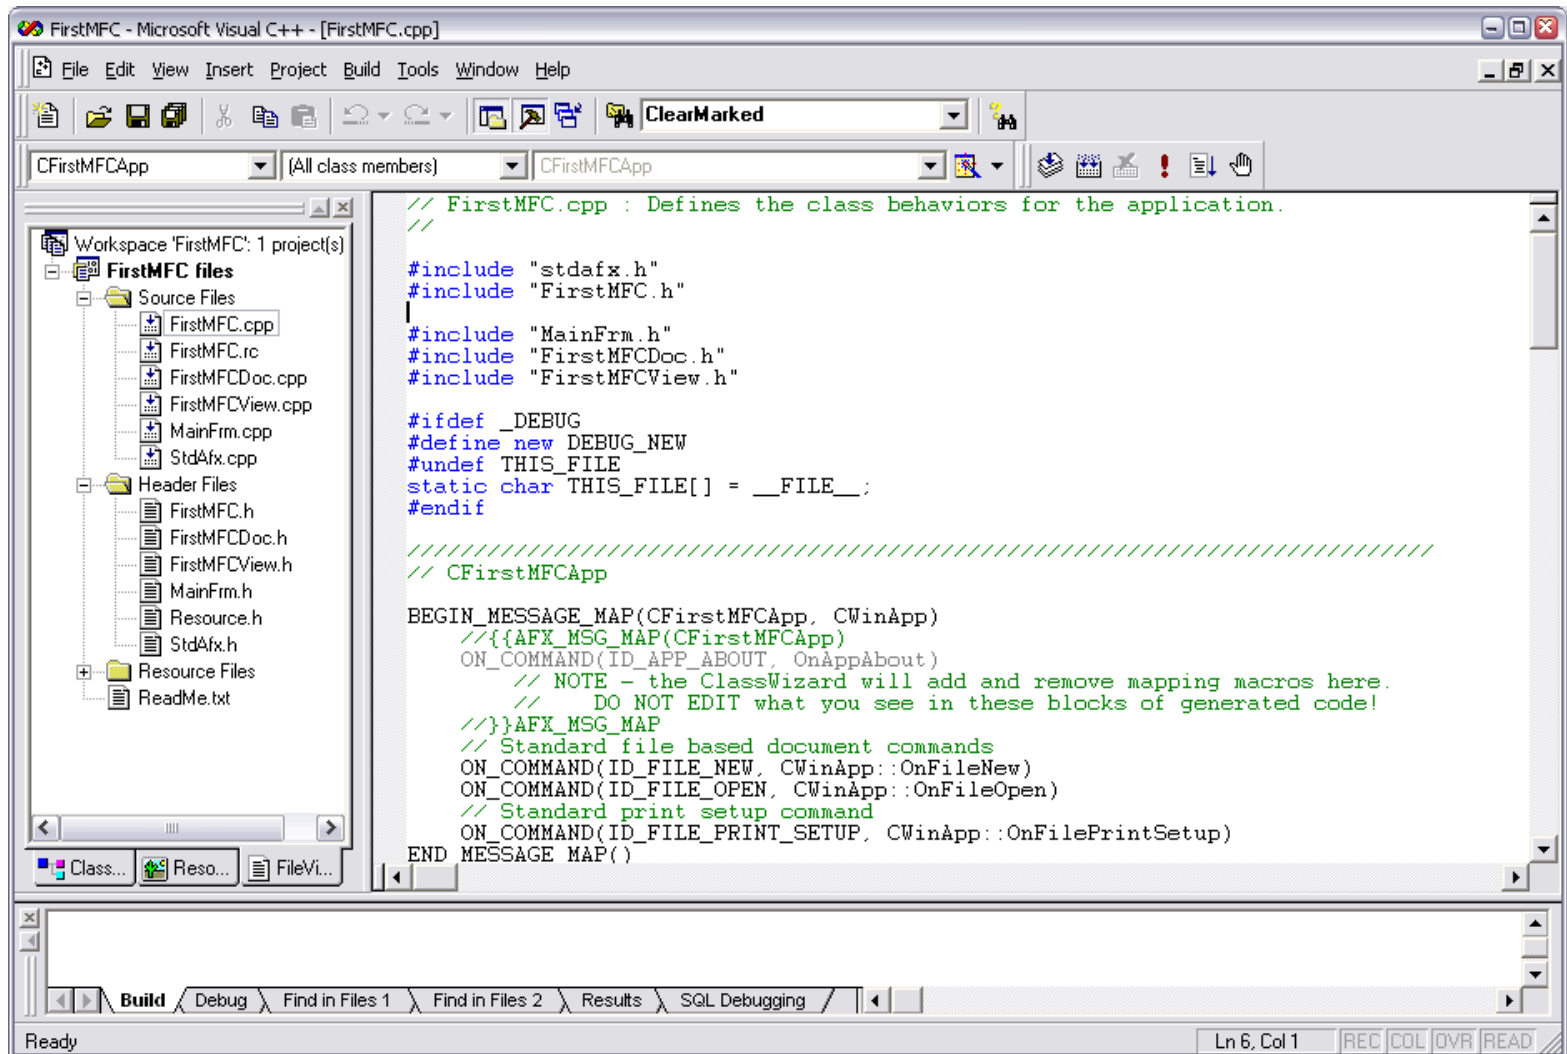 FirstMFC - Microsoft Visual C++ - [FirstMFC.cpp]
File Edit View Insert Project Build Tools Window Help
ClearMarked
CFirstMFCApp (All class members) CFirstMFCApp
Workspace 'FirstMFC': 1 project(s)
FirstMFC files
Source Files
FirstMFC.cpp
FirstMFC.rc
FirstMFCDoc.cpp
FirstMFCView.cpp
MainFrm.cpp
StdAfx.cpp
Header Files
FirstMFC.h
FirstMFCDoc.h
FirstMFCView.h
MainFrm.h
Resource.h
StdAfx.h
Resource Files
ReadMe.txt
Class... Reso... FileVi...
// FirstMFC.cpp : Defines the class behaviors for the application.
//
#include "stdafx.h"
#include "FirstMFC.h"
#include "MainFrm.h"
#include "FirstMFCDoc.h"
#include "FirstMFCView.h"
#ifdef _DEBUG
#define new DEBUG_NEW
#undef THIS_FILE
static char THIS_FILE[] = __FILE__;
#endif
/////////////////////////////////////////////////////////////////////////////
// CFirstMFCApp
BEGIN_MESSAGE_MAP(CFirstMFCApp, CWinApp)
//{{AFX_MSG_MAP(CFirstMFCApp)
ON_COMMAND(ID_APP_ABOUT, OnAppAbout)
// NOTE - the ClassWizard will add and remove mapping macros here.
//    DO NOT EDIT what you see in these blocks of generated code!
//}}AFX_MSG_MAP
// Standard file based document commands
ON_COMMAND(ID_FILE_NEW, CWinApp::OnFileNew)
ON_COMMAND(ID_FILE_OPEN, CWinApp::OnFileOpen)
// Standard print setup command
ON_COMMAND(ID_FILE_PRINT_SETUP, CWinApp::OnFilePrintSetup)
END_MESSAGE_MAP()
Build Debug Find in Files 1 Find in Files 2 Results SQL Debugging
Ready Ln 6, Col 1 REC COL OVR READ